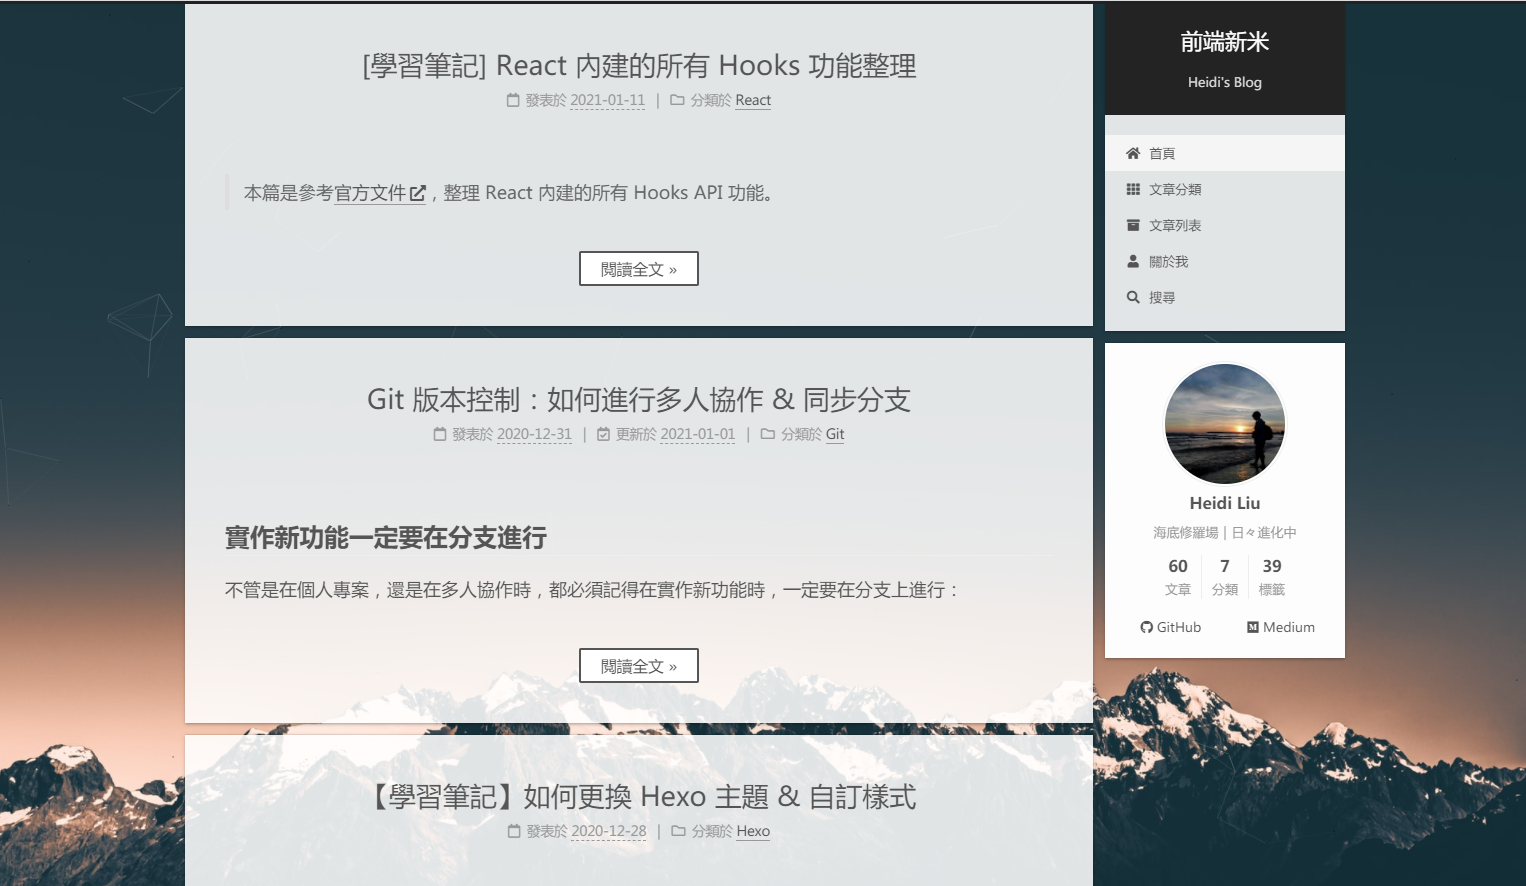 [學習筆記] React 內建的所有 Hooks 功能整理
發表於 2021-01-11 | 分類於 React
本篇是參考官方文件，整理 React 內建的所有 Hooks API 功能。
閱讀全文 »
Git 版本控制：如何進行多人協作 & 同步分支
發表於 2020-12-31 | 更新於 2021-01-01 | 分類於 Git
實作新功能一定要在分支進行
不管是在個人專案，還是在多人協作時，都必須記得在實作新功能時，一定要在分支上進行：
閱讀全文 »
【學習筆記】如何更換 Hexo 主題 & 自訂樣式
發表於 2020-12-28 | 分類於 Hexo
前端新米
Heidi's Blog
首頁
文章分類
文章列表
關於我
搜尋
Heidi Liu
海底修羅場 | 日々進化中
60 7 39
文章 分類 標籤
GitHub Medium